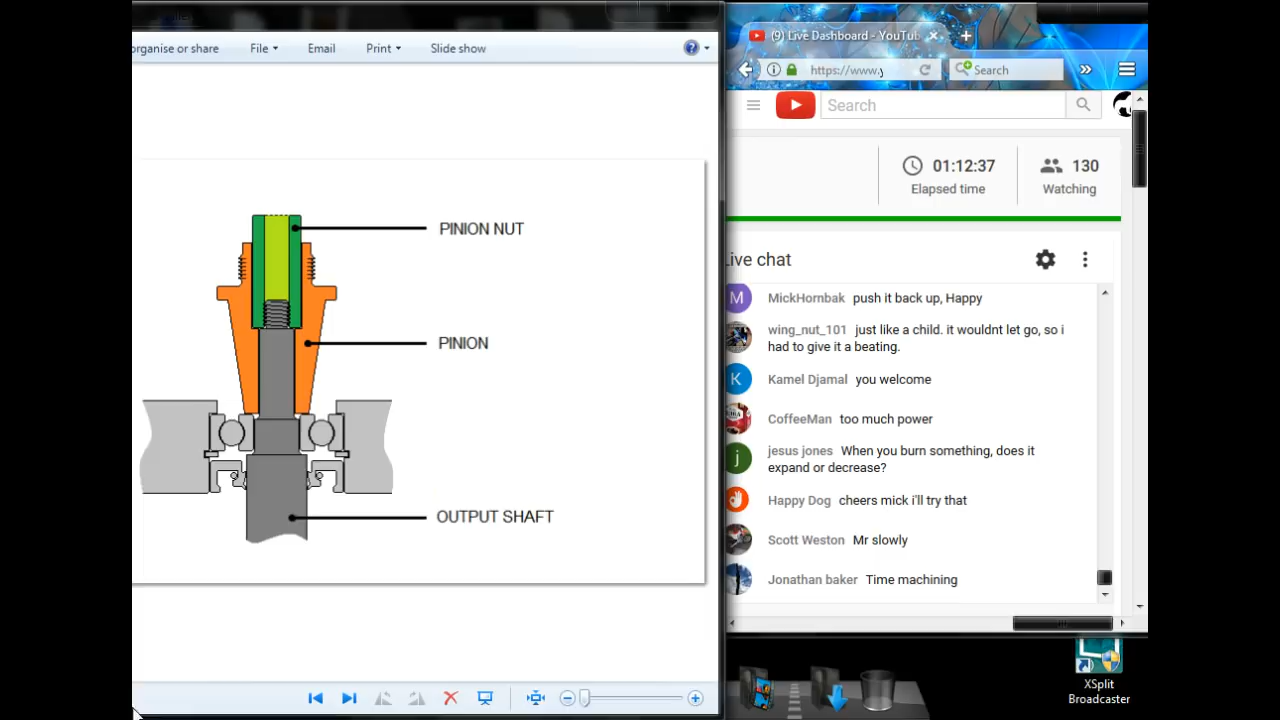 organise or share
File
Email
Print
Slide show
PINION NUT
PINION
OUTPUT SHAFT
(9) Live Dashboard - YouTub
https://www.y
Search
Search
01:12:37
Elapsed time
130
Watching
Live chat
M
MickHornbak push it back up, Happy
wing_nut_101 just like a child. it wouldnt let go, so i
had to give it a beating.
K
Kamel Djamal you welcome
CoffeeMan too much power
j
jesus jones When you burn something, does it
expand or decrease?
Happy Dog cheers mick i'll try that
Scott Weston Mr slowly
Jonathan baker Time machining
XSplit
Broadcaster